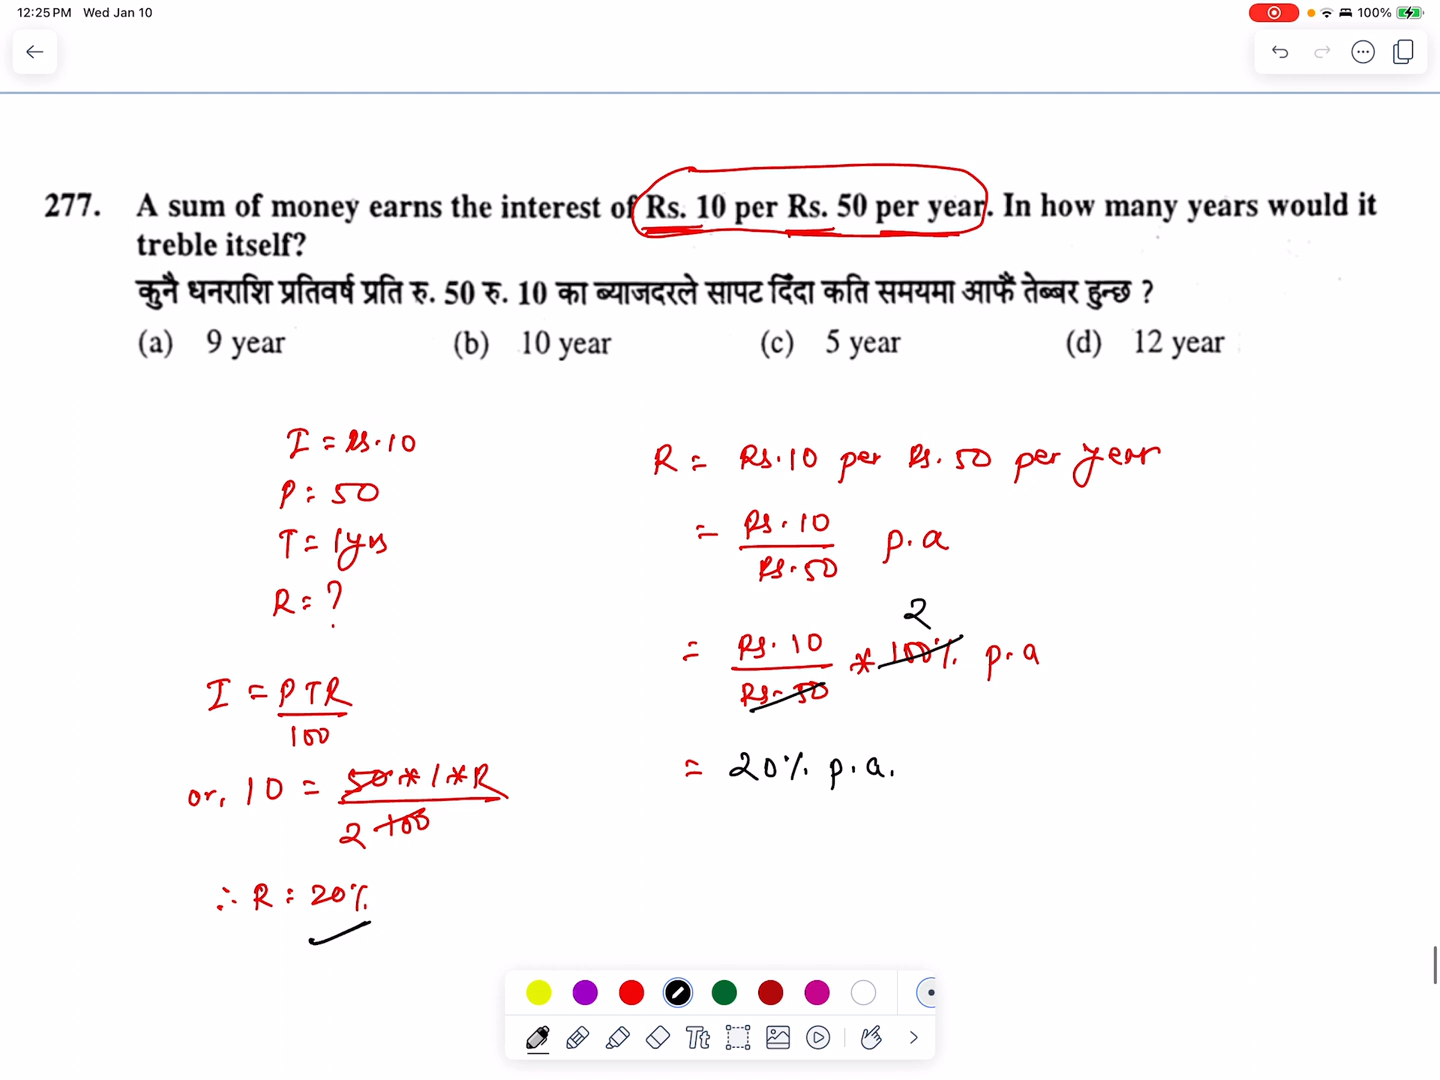 12:25 PM Wed Jan 10
100%
277. A sum of money earns the interest of Rs. 10 per Rs. 50 per year. In how many years would it
treble itself?
कुनै धनराशि प्रतिवर्ष प्रति रु. 50 रु. 10 का ब्याजदरले सापट दिँदा कति समयमा आफैं तेब्बर हुन्छ ?
(a) 9 year (b) 10 year (c) 5 year (d) 12 year
I = Rs. 10
P = 50
T = 1yrs
R = ?
I = PTR
100
or, 10 = 50 * 1 * R
2 100
∴ R = 20%
R = Rs. 10 per Rs. 50 per year
= Rs. 10
Rs. 50 p.a
2
= Rs. 10 * 100% p.a
Rs. 50
= 20% p.a.
Tt